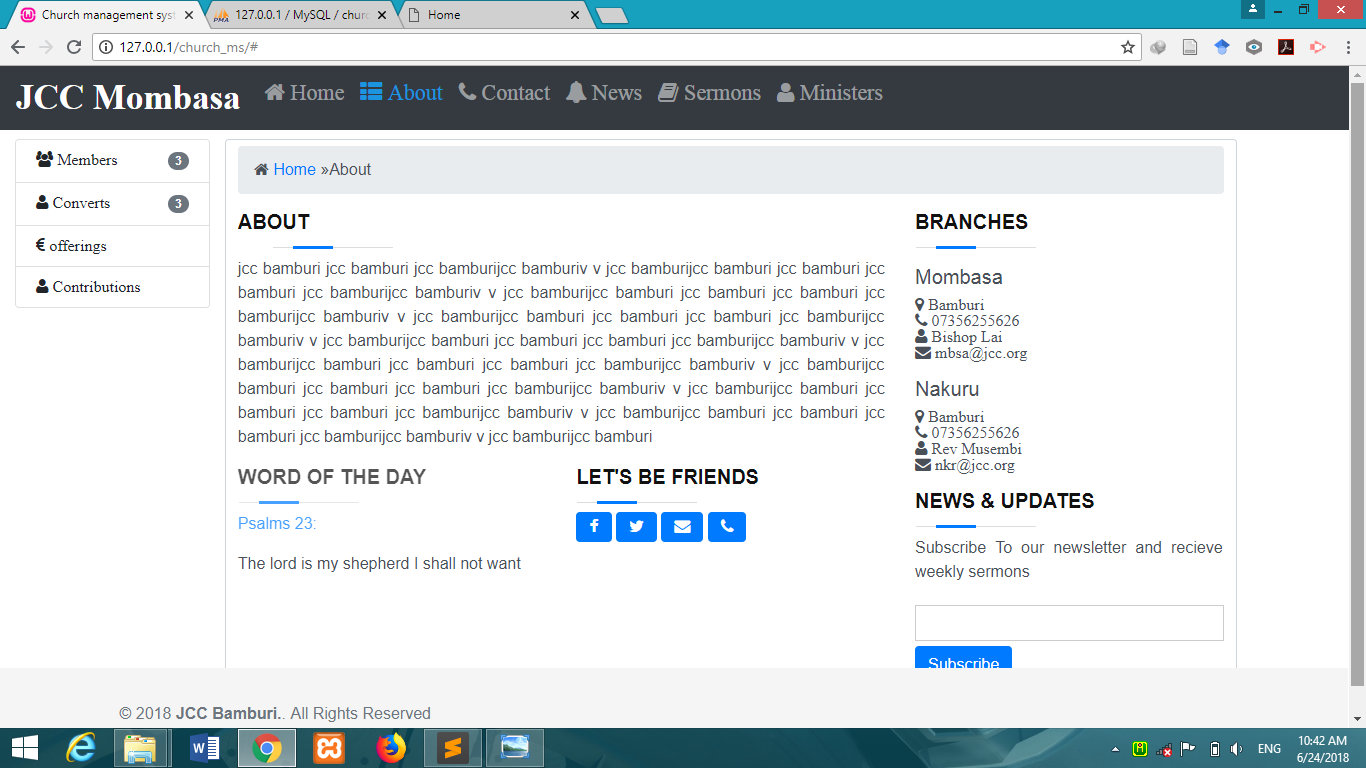 Church management syst
127.0.0.1 / MySQL / churc
Home
127.0.0.1/church_ms/#
JCC Mombasa
Home
About
Contact
News
Sermons
Ministers
Members 3
Converts 3
€ offerings
Contributions
Home »About
ABOUT
jcc bamburi jcc bamburi jcc bamburijcc bamburiv v jcc bamburijcc bamburi jcc bamburi jcc
bamburi jcc bamburijcc bamburiv v jcc bamburijcc bamburi jcc bamburi jcc bamburi jcc
bamburijcc bamburiv v jcc bamburijcc bamburi jcc bamburi jcc bamburi jcc bamburijcc
bamburiv v jcc bamburijcc bamburi jcc bamburi jcc bamburi jcc bamburijcc bamburiv v jcc
bamburijcc bamburi jcc bamburi jcc bamburi jcc bamburijcc bamburiv v jcc bamburijcc
bamburi jcc bamburi jcc bamburi jcc bamburijcc bamburiv v jcc bamburijcc bamburi jcc
bamburi jcc bamburi jcc bamburijcc bamburiv v jcc bamburijcc bamburi jcc bamburi jcc
bamburi jcc bamburijcc bamburiv v jcc bamburijcc bamburi
WORD OF THE DAY
Psalms 23:
The lord is my shepherd I shall not want
LET'S BE FRIENDS
BRANCHES
Mombasa
Bamburi
07356255626
Bishop Lai
mbsa@jcc.org
Nakuru
Bamburi
07356255626
Rev Musembi
nkr@jcc.org
NEWS & UPDATES
Subscribe To our newsletter and recieve
weekly sermons
Subscribe
© 2018 JCC Bamburi.. All Rights Reserved
ENG
10:42 AM
6/24/2018